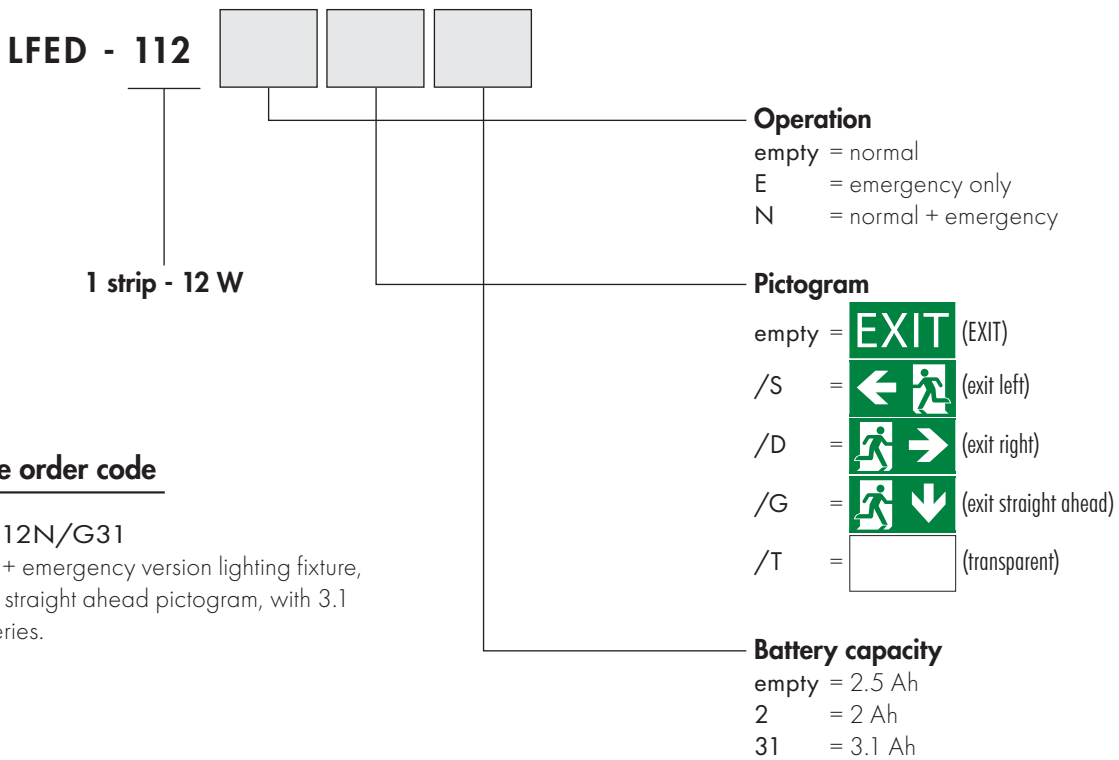 LFED - 112
Operation
empty = normal
E = emergency only
N = normal + emergency
1 strip - 12 W
Pictogram
empty = EXIT (EXIT)
/S = (exit left)
/D = (exit right)
/G = (exit straight ahead)
/T = (transparent)
e order code
12N/G31
+ emergency version lighting fixture,
straight ahead pictogram, with 3.1
eries.
Battery capacity
empty = 2.5 Ah
2 = 2 Ah
31 = 3.1 Ah